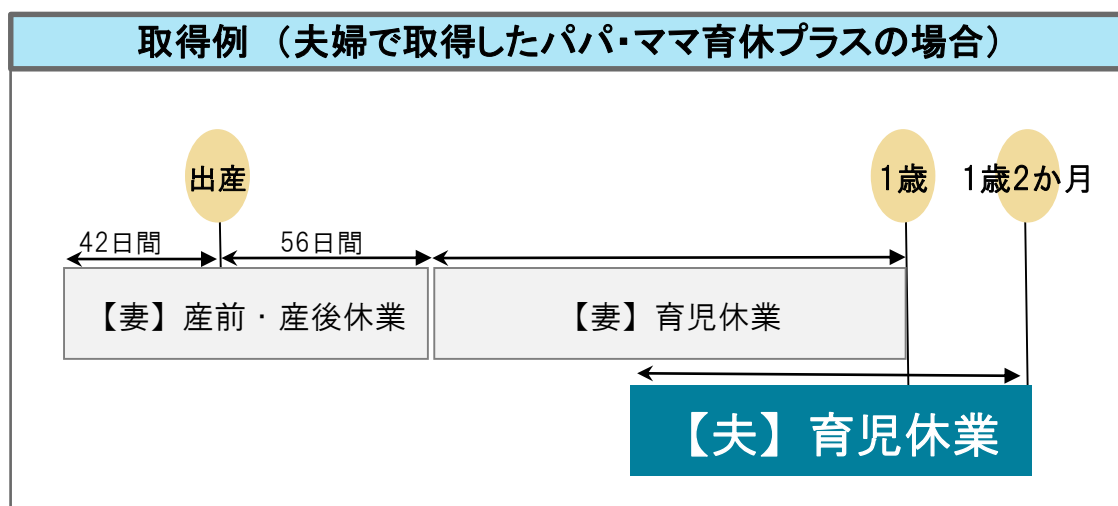 取得例 （夫婦で取得したパパ・ママ育休プラスの場合）
出産
1歳
1歳2か月
42日間
56日間
【妻】産前・産後休業
【妻】育児休業
【夫】育児休業